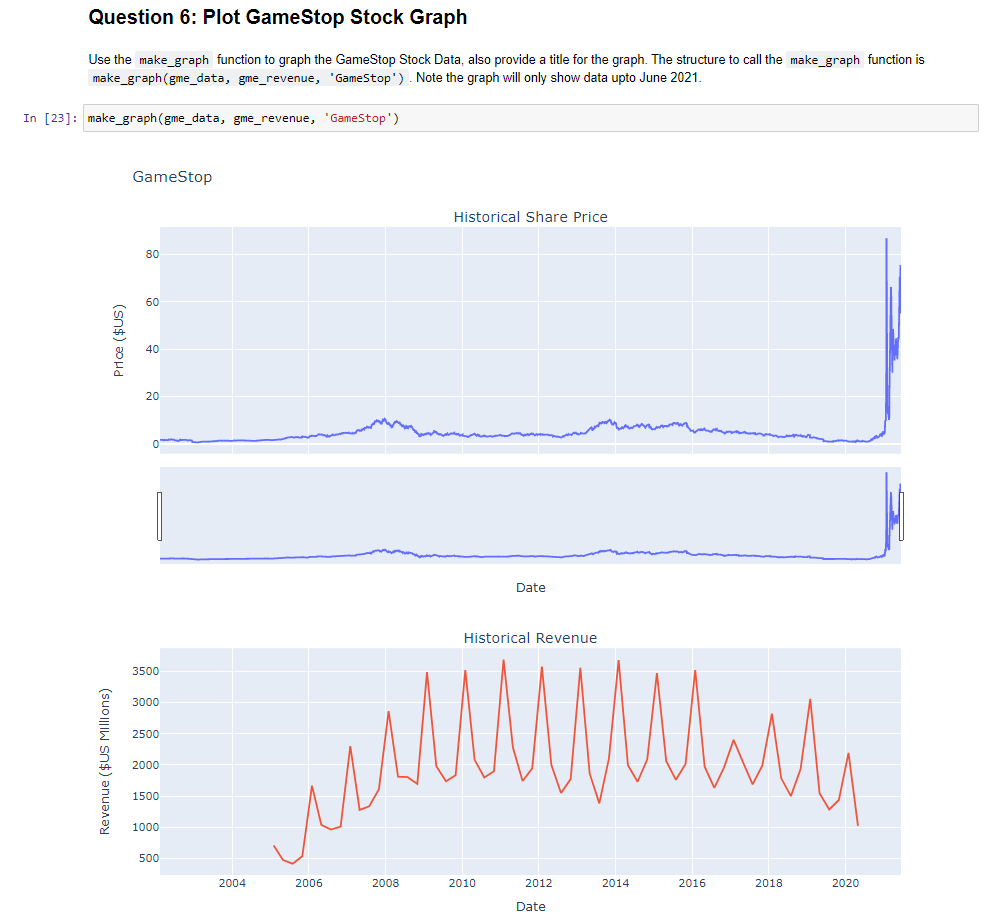 Question 6: Plot GameStop Stock Graph
Use the make_graph function to graph the GameStop Stock Data, also provide a title for the graph. The structure to call the make_graph function is
make_graph(gme_data, gme_revenue, 'GameStop') . Note the graph will only show data upto June 2021.
In [23]: make_graph(gme_data, gme_revenue, 'GameStop')
GameStop
Historical Share Price
80
60
40
20
0
Price ($US)
Date
Historical Revenue
3500
3000
2500
2000
1500
1000
500
Revenue ($US Millions)
2004 2006 2008 2010 2012 2014 2016 2018 2020
Date